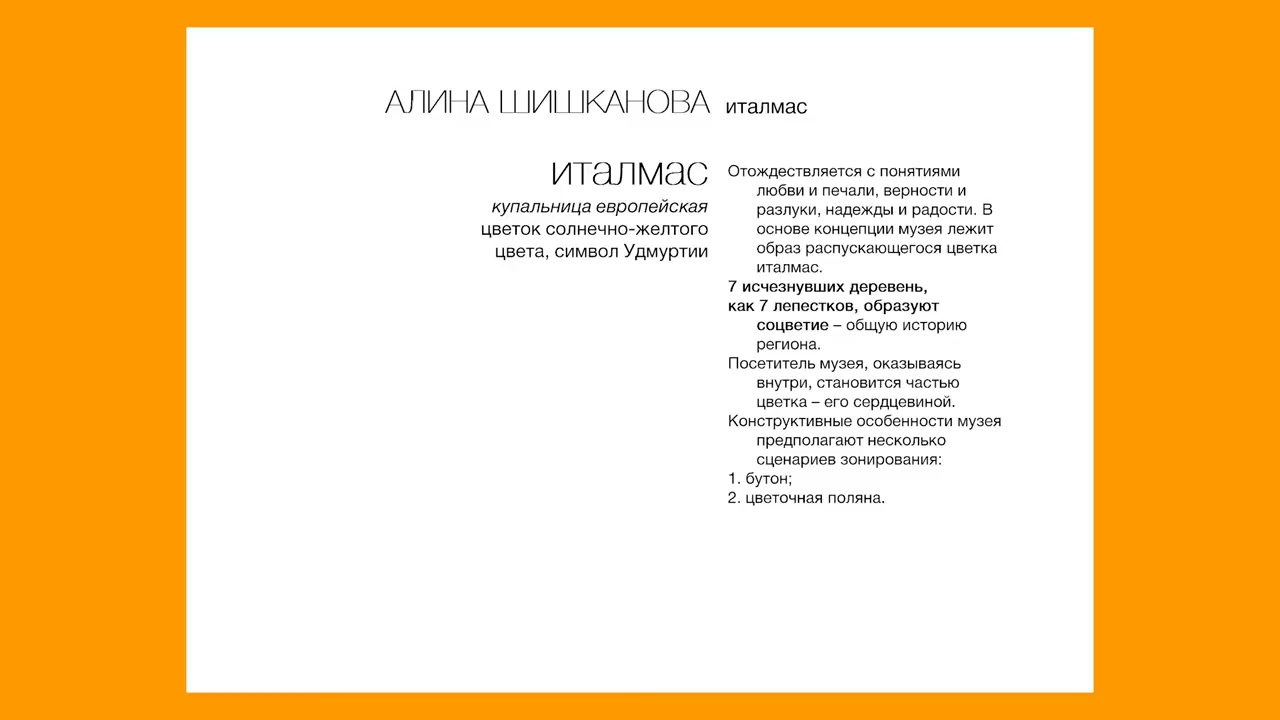 АЛИНА ШИШКАНОВА италмас
италмас
купальница европейская
цветок солнечно-желтого
цвета, символ Удмуртии
Отождествляется с понятиями
любви и печали, верности и
разлуки, надежды и радости. В
основе концепции музея лежит
образ распускающегося цветка
италмас.
7 исчезнувших деревень,
как 7 лепестков, образуют
соцветие – общую историю
региона.
Посетитель музея, оказываясь
внутри, становится частью
цветка – его сердцевиной.
Конструктивные особенности музея
предполагают несколько
сценариев зонирования:
1. бутон;
2. цветочная поляна.